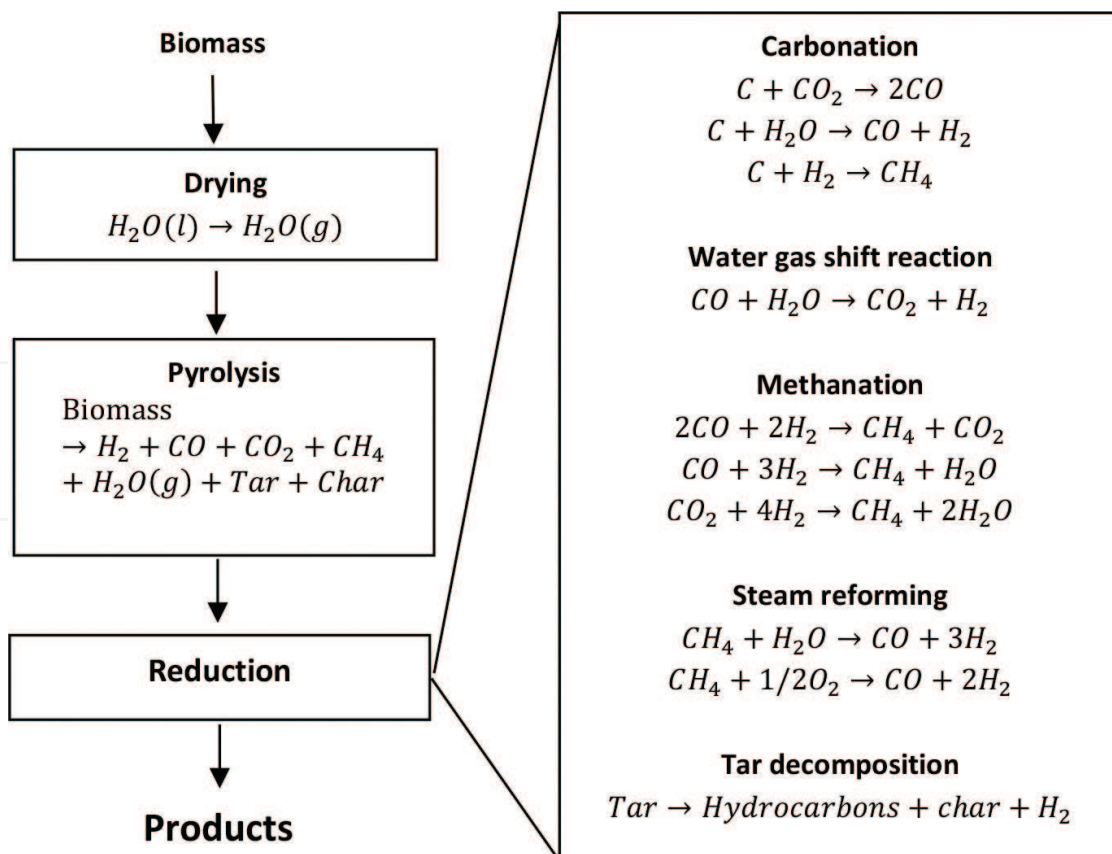 Biomass
Drying
H₂O(l) → H₂O(g)
Pyrolysis
Biomass
→ H₂ + CO + CO₂ + CH₄
+ H₂O(g) + Tar + Char
Reduction
Products
Carbonation
C + CO₂ → 2CO
C + H₂O → CO + H₂
C + H₂ → CH₄
Water gas shift reaction
CO + H₂O → CO₂ + H₂
Methanation
2CO + 2H₂ → CH₄ + CO₂
CO + 3H₂ → CH₄ + H₂O
CO₂ + 4H₂ → CH₄ + 2H₂O
Steam reforming
CH₄ + H₂O → CO + 3H₂
CH₄ + 1/2O₂ → CO + 2H₂
Tar decomposition
Tar → Hydrocarbons + char + H₂